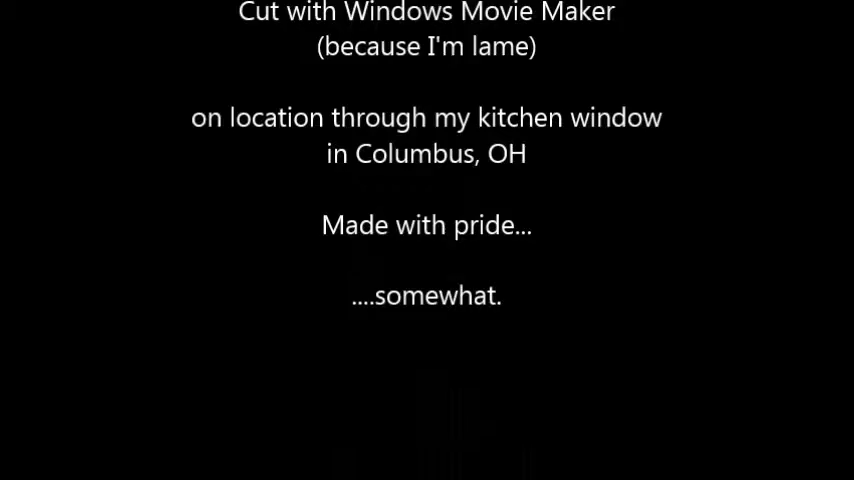 Cut with Windows Movie Maker
(because I'm lame)
on location through my kitchen window
in Columbus, OH
Made with pride...
....somewhat.